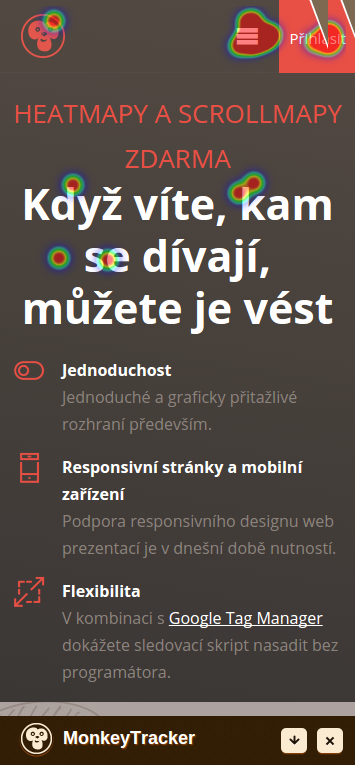 Přihlásit
HEATMAPY A SCROLLMAPY
ZDARMA
Když víte, kam
se dívají,
můžete je vést
Jednoduchost
Jednoduché a graficky přitažlivé
rozhraní především.
Responsivní stránky a mobilní
zařízení
Podpora responsivního designu web
prezentací je v dnešní době nutností.
Flexibilita
V kombinaci s Google Tag Manager
dokážete sledovací skript nasadit bez
programátora.
MonkeyTracker